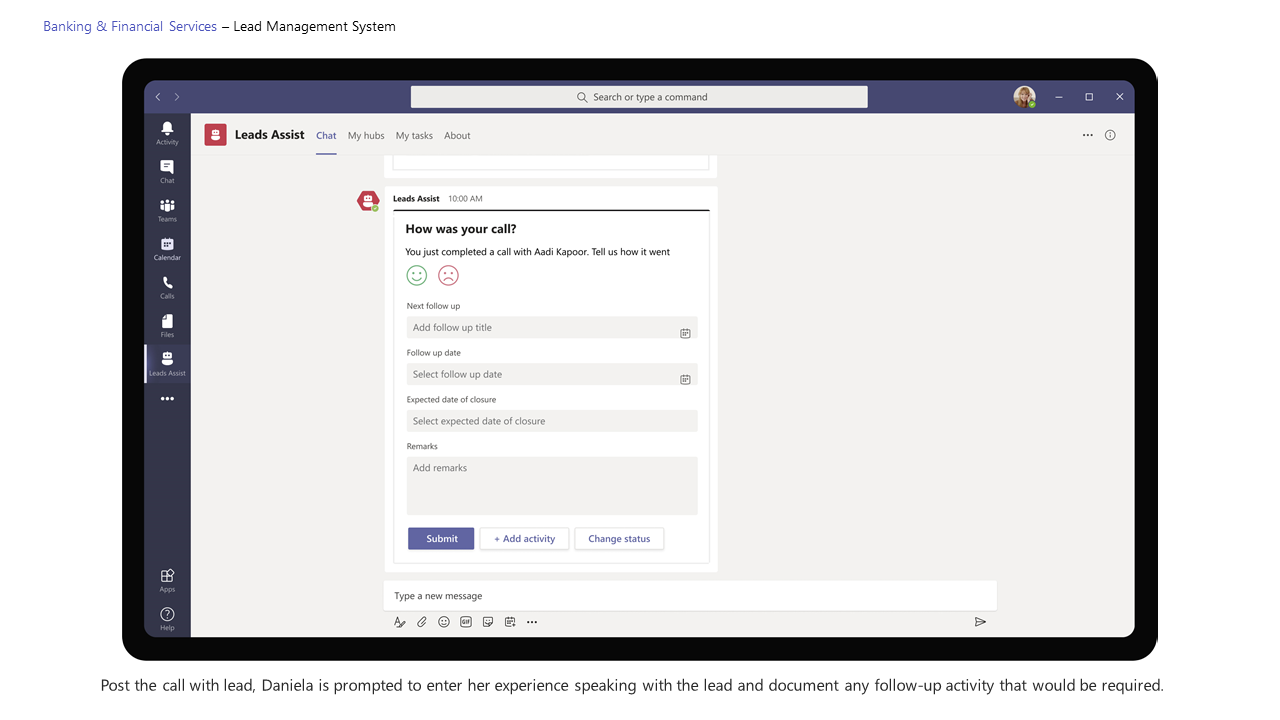 Banking & Financial Services – Lead Management System
Search or type a command
Activity
Chat
Teams
Calendar
Calls
Files
Leads Assist
Apps
Help
Leads Assist Chat My hubs My tasks About
Leads Assist 10:00 AM
How was your call?
You just completed a call with Aadi Kapoor. Tell us how it went
Next follow up
Add follow up title
Follow up date
Select follow up date
Expected date of closure
Select expected date of closure
Remarks
Add remarks
Submit + Add activity Change status
Type a new message
GIF
Post the call with lead, Daniela is prompted to enter her experience speaking with the lead and document any follow-up activity that would be required.